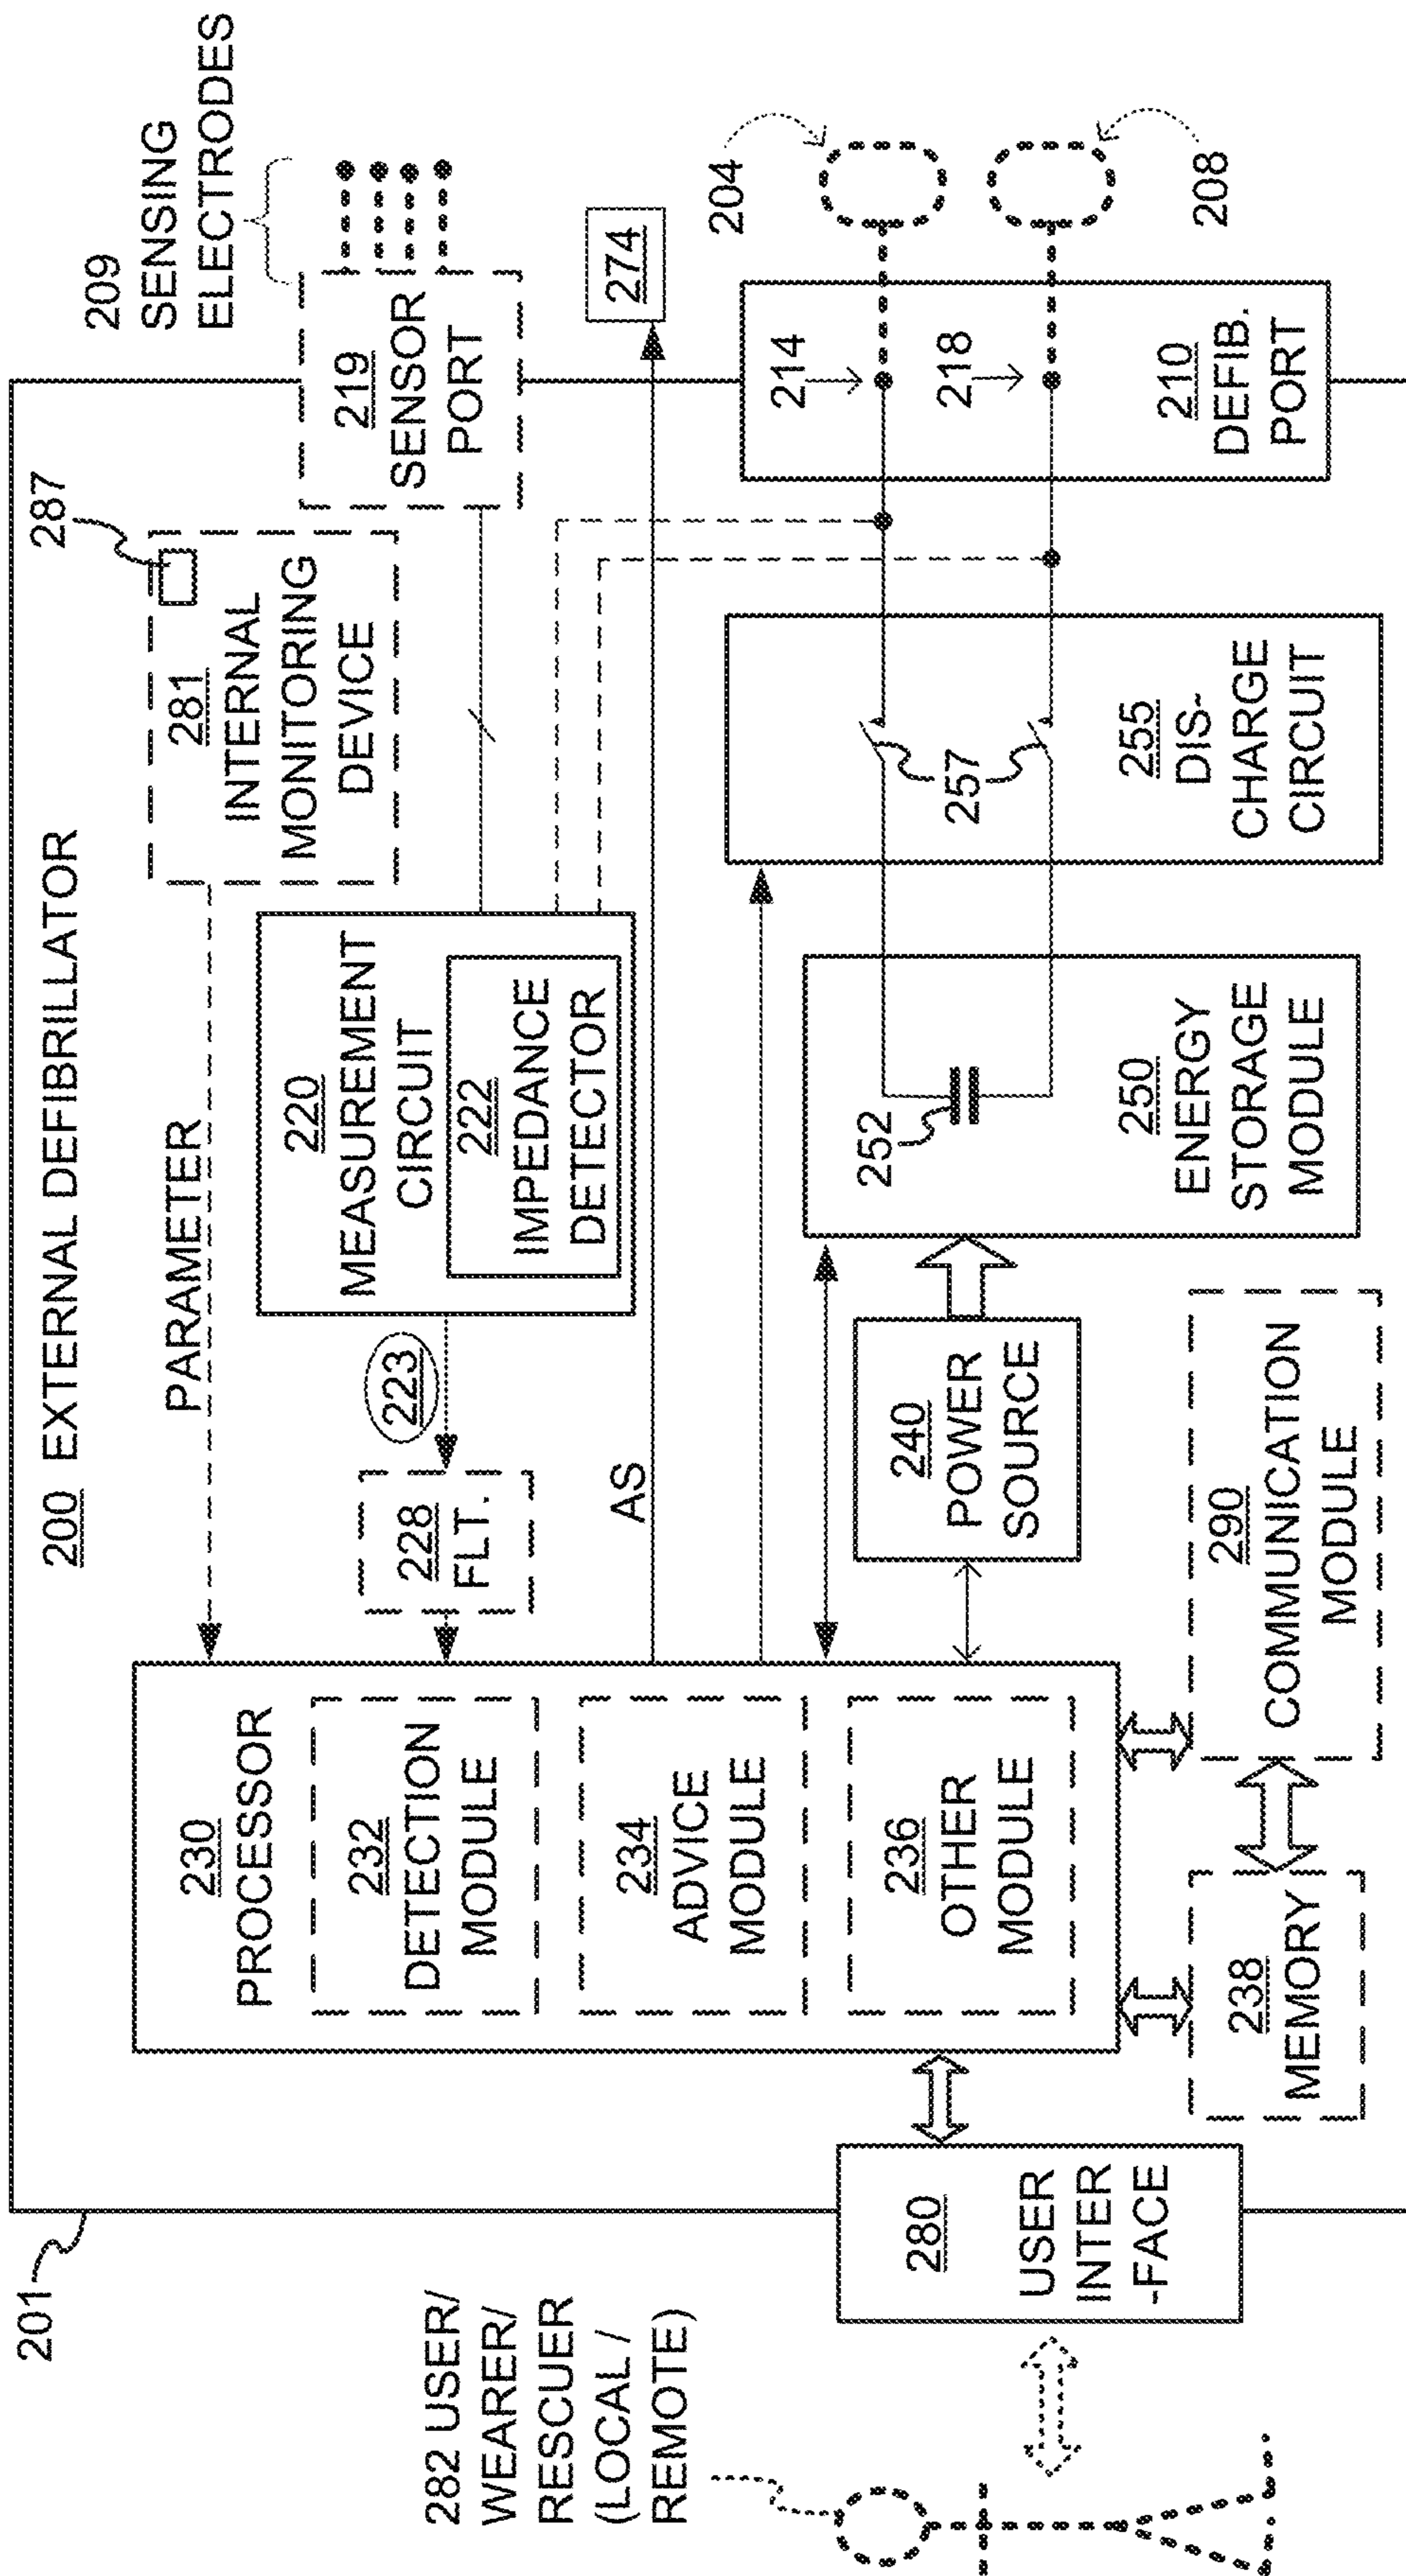 201
200 EXTERNAL DEFIBRILLATOR
287
209
SENSING
ELECTRODES
282 USER/
WEARER/
RESCUER
(LOCAL /
REMOTE)
280
USER
INTER
-FACE
230
PROCESSOR
232
DETECTION
MODULE
234
ADVICE
MODULE
236
OTHER
MODULE
238
MEMORY
290
COMMUNICATION
MODULE
PARAMETER
281
INTERNAL
MONITORING
DEVICE
228
FLT.
223
220
MEASUREMENT
CIRCUIT
222
IMPEDANCE
DETECTOR
219
SENSOR
PORT
AS
274
240
POWER
SOURCE
252
250
ENERGY
STORAGE
MODULE
257
255
DIS-
CHARGE
CIRCUIT
214
218
210
DEFIB.
PORT
204
208